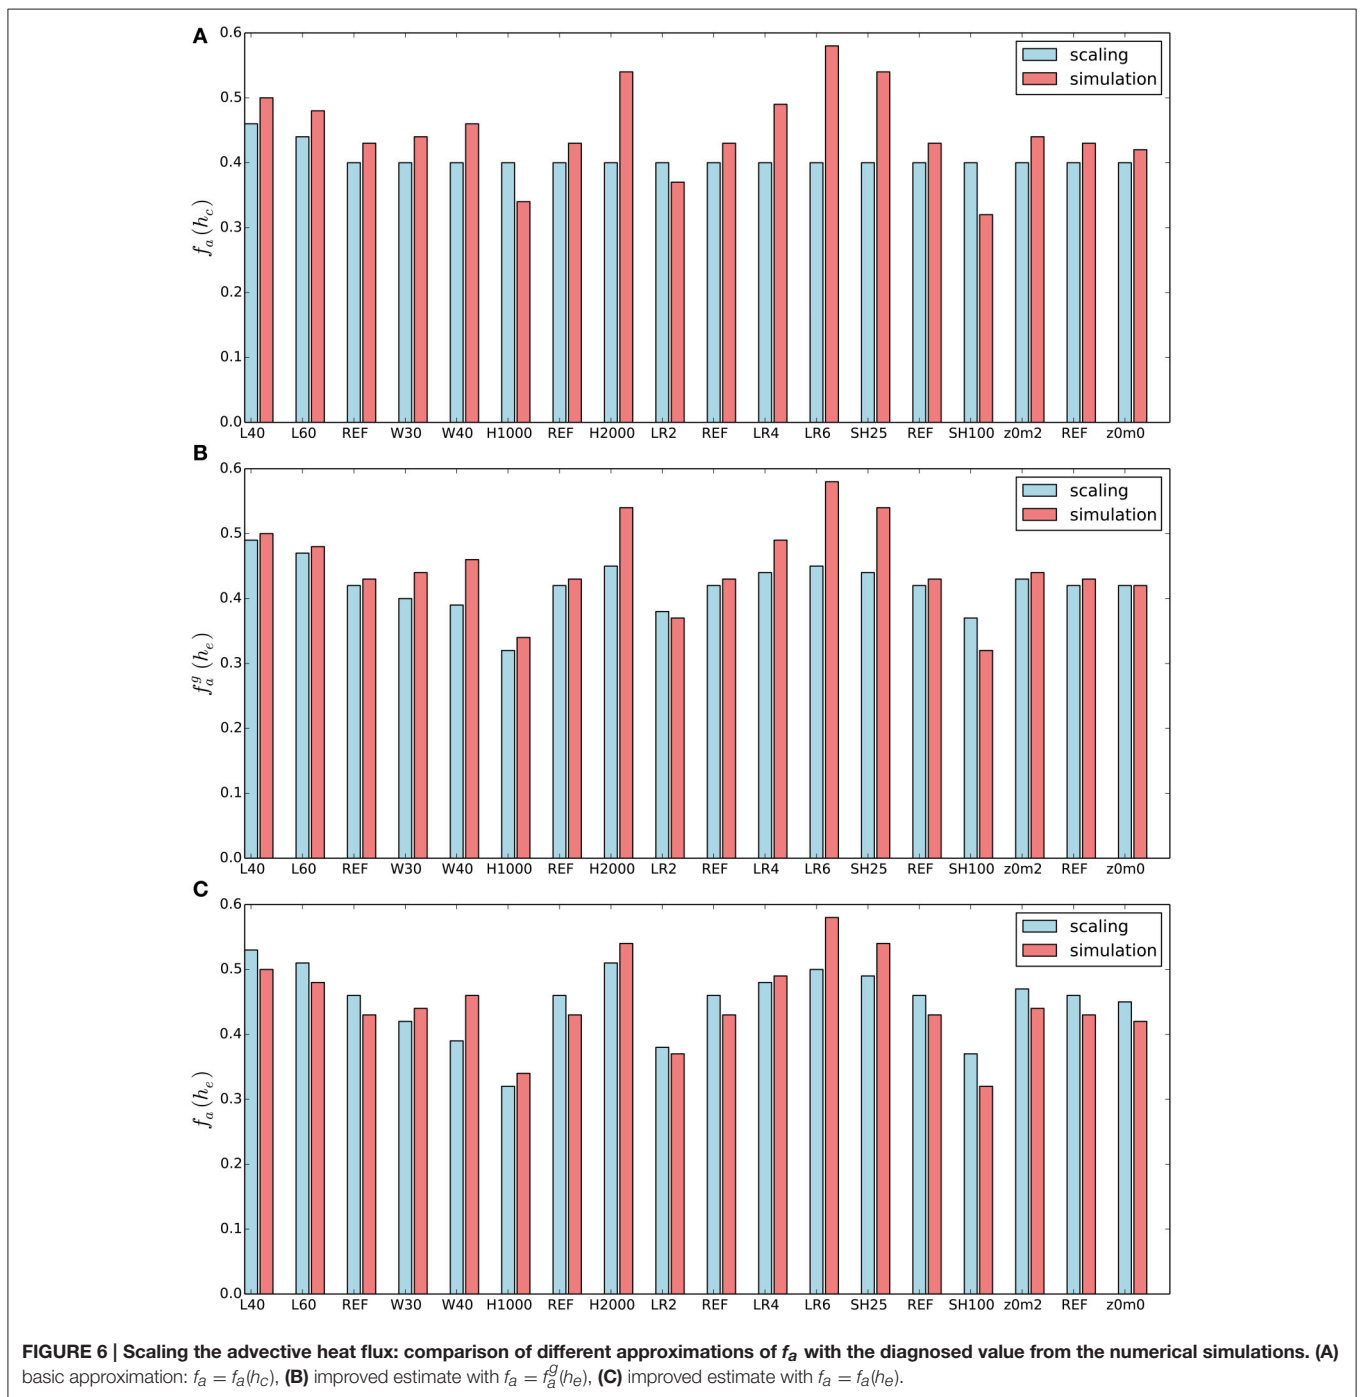 A
0.6
0.5
0.4
0.3
0.2
0.1
0.0
f_a(h_c)
scaling
simulation
L40 L60 REF W30 W40 H1000 REF H2000 LR2 REF LR4 LR6 SH25 REF SH100 z0m2 REF z0m0
B
0.6
0.5
0.4
0.3
0.2
0.1
0.0
f_a^g(h_e)
scaling
simulation
L40 L60 REF W30 W40 H1000 REF H2000 LR2 REF LR4 LR6 SH25 REF SH100 z0m2 REF z0m0
C
0.6
0.5
0.4
0.3
0.2
0.1
0.0
f_a(h_e)
scaling
simulation
L40 L60 REF W30 W40 H1000 REF H2000 LR2 REF LR4 LR6 SH25 REF SH100 z0m2 REF z0m0
FIGURE 6 | Scaling the advective heat flux: comparison of different approximations of f_a with the diagnosed value from the numerical simulations. (A)
basic approximation: f_a = f_a(h_c), (B) improved estimate with f_a = f_a^g(h_e), (C) improved estimate with f_a = f_a(h_e).